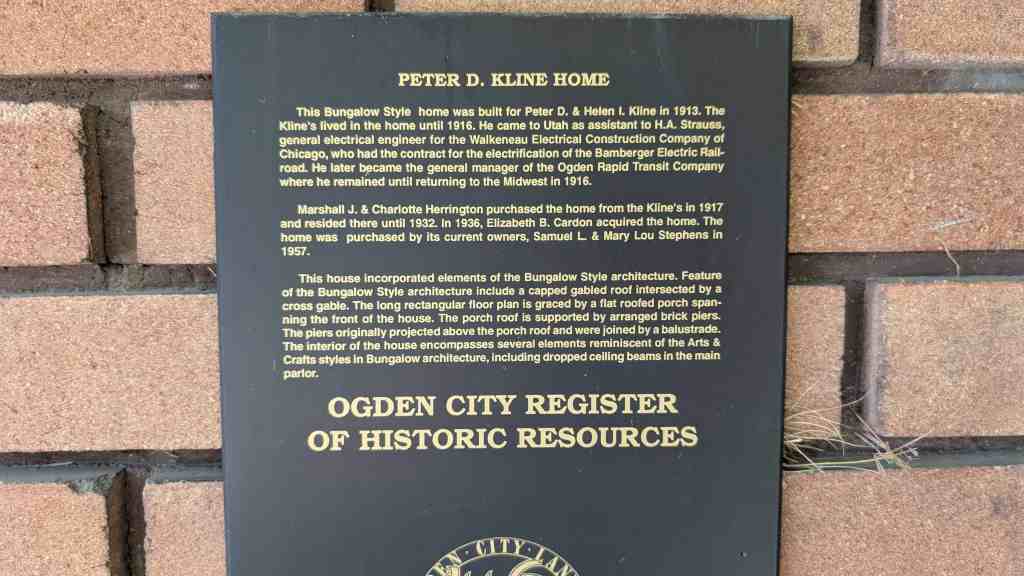 PETER D. KLINE HOME
This Bungalow Style home was built for Peter D. & Helen I. Kline in 1913. The
Kline's lived in the home until 1916. He came to Utah as assistant to H.A. Strauss,
general electrical engineer for the Walkeneau Electrical Construction Company of
Chicago, who had the contract for the electrification of the Bamberger Electric Rail-
road. He later became the general manager of the Ogden Rapid Transit Company
where he remained until returning to the Midwest in 1916.
Marshall J. & Charlotte Herrington purchased the home from the Kline's in 1917
and resided there until 1932. In 1936, Elizabeth B. Cardon acquired the home. The
home was purchased by its current owners, Samuel L. & Mary Lou Stephens in
1957.
This house incorporated elements of the Bungalow Style architecture. Feature
of the Bungalow Style architecture include a capped gabled roof intersected by a
cross gable. The long rectangular floor plan is graced by a flat roofed porch span-
ning the front of the house. The porch roof is supported by arranged brick piers.
The piers originally projected above the porch roof and were joined by a balustrade.
The interior of the house encompasses several elements reminiscent of the Arts &
Crafts styles in Bungalow architecture, including dropped ceiling beams in the main
parlor.
OGDEN CITY REGISTER
OF HISTORIC RESOURCES
CITY